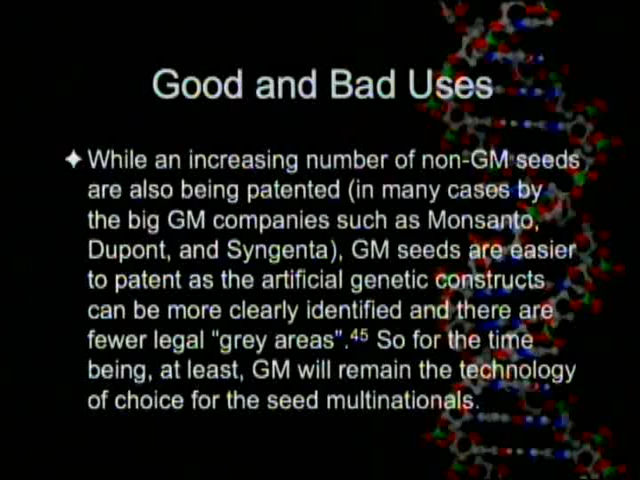 Good and Bad Uses
✦ While an increasing number of non-GM seeds
are also being patented (in many cases by
the big GM companies such as Monsanto,
Dupont, and Syngenta), GM seeds are easier
to patent as the artificial genetic constructs
can be more clearly identified and there are
fewer legal "grey areas".⁴⁵ So for the time
being, at least, GM will remain the technology
of choice for the seed multinationals.